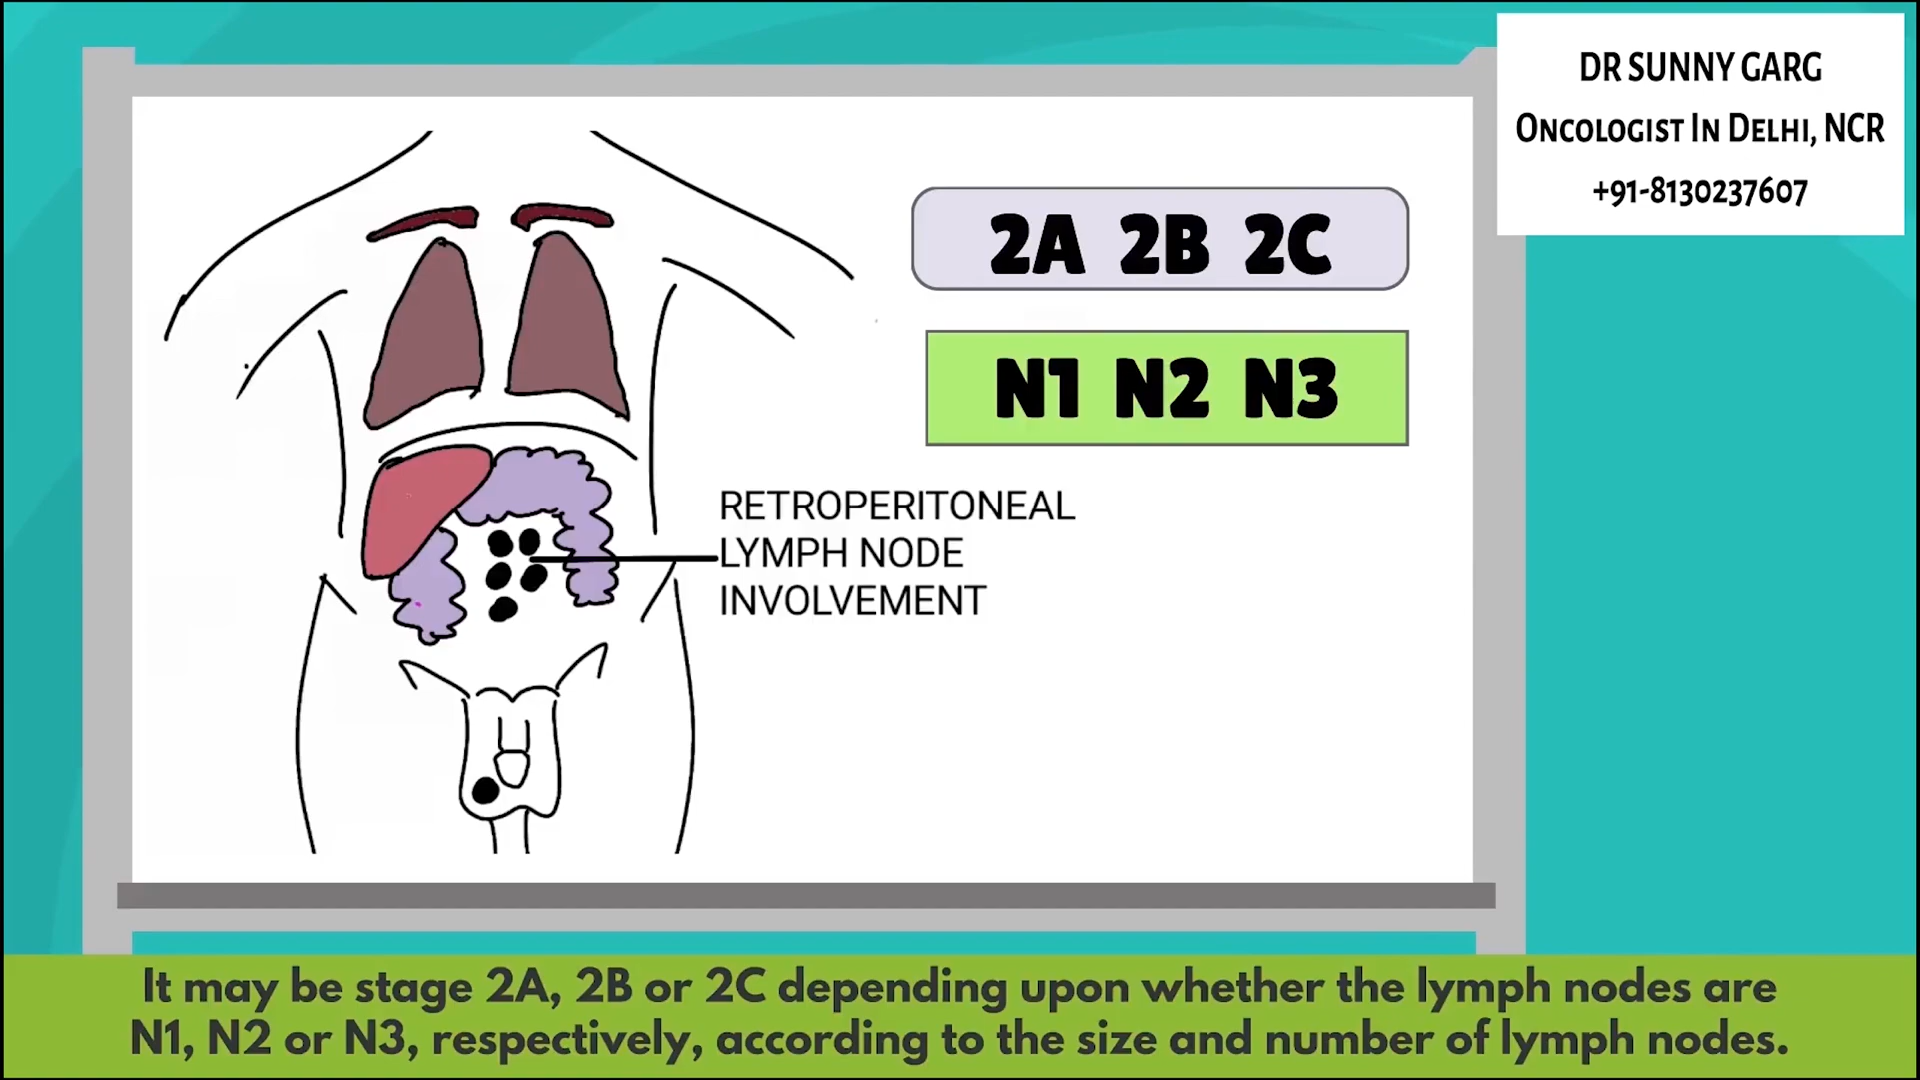 DR SUNNY GARG
ONCOLOGIST IN DELHI, NCR
+91-8130237607
2A 2B 2C
N1 N2 N3
RETROPERITONEAL
LYMPH NODE
INVOLVEMENT
It may be stage 2A, 2B or 2C depending upon whether the lymph nodes are
N1, N2 or N3, respectively, according to the size and number of lymph nodes.